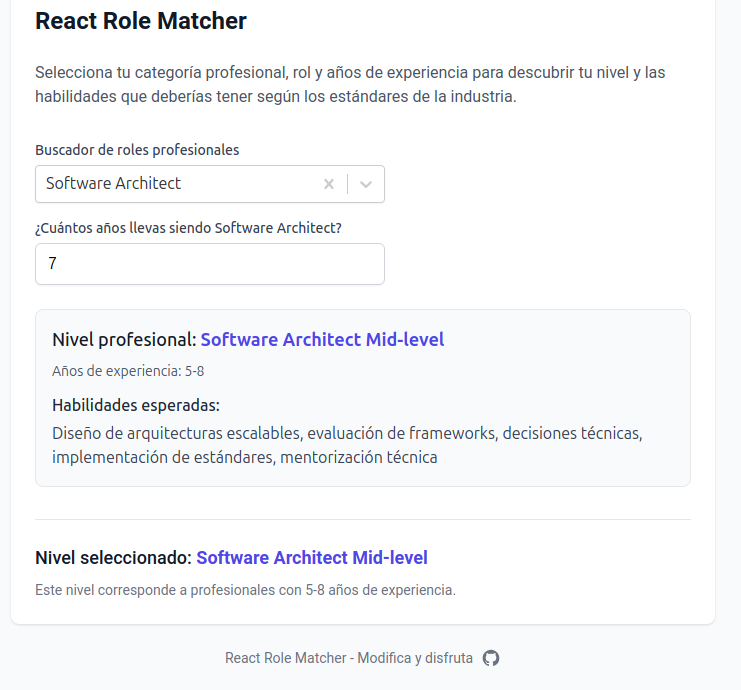 React Role Matcher
Selecciona tu categoría profesional, rol y años de experiencia para descubrir tu nivel y las
habilidades que deberías tener según los estándares de la industria.
Buscador de roles profesionales
Software Architect
¿Cuántos años llevas siendo Software Architect?
7
Nivel profesional: Software Architect Mid-level
Años de experiencia: 5-8
Habilidades esperadas:
Diseño de arquitecturas escalables, evaluación de frameworks, decisiones técnicas,
implementación de estándares, mentorización técnica
Nivel seleccionado: Software Architect Mid-level
Este nivel corresponde a profesionales con 5-8 años de experiencia.
React Role Matcher - Modifica y disfruta